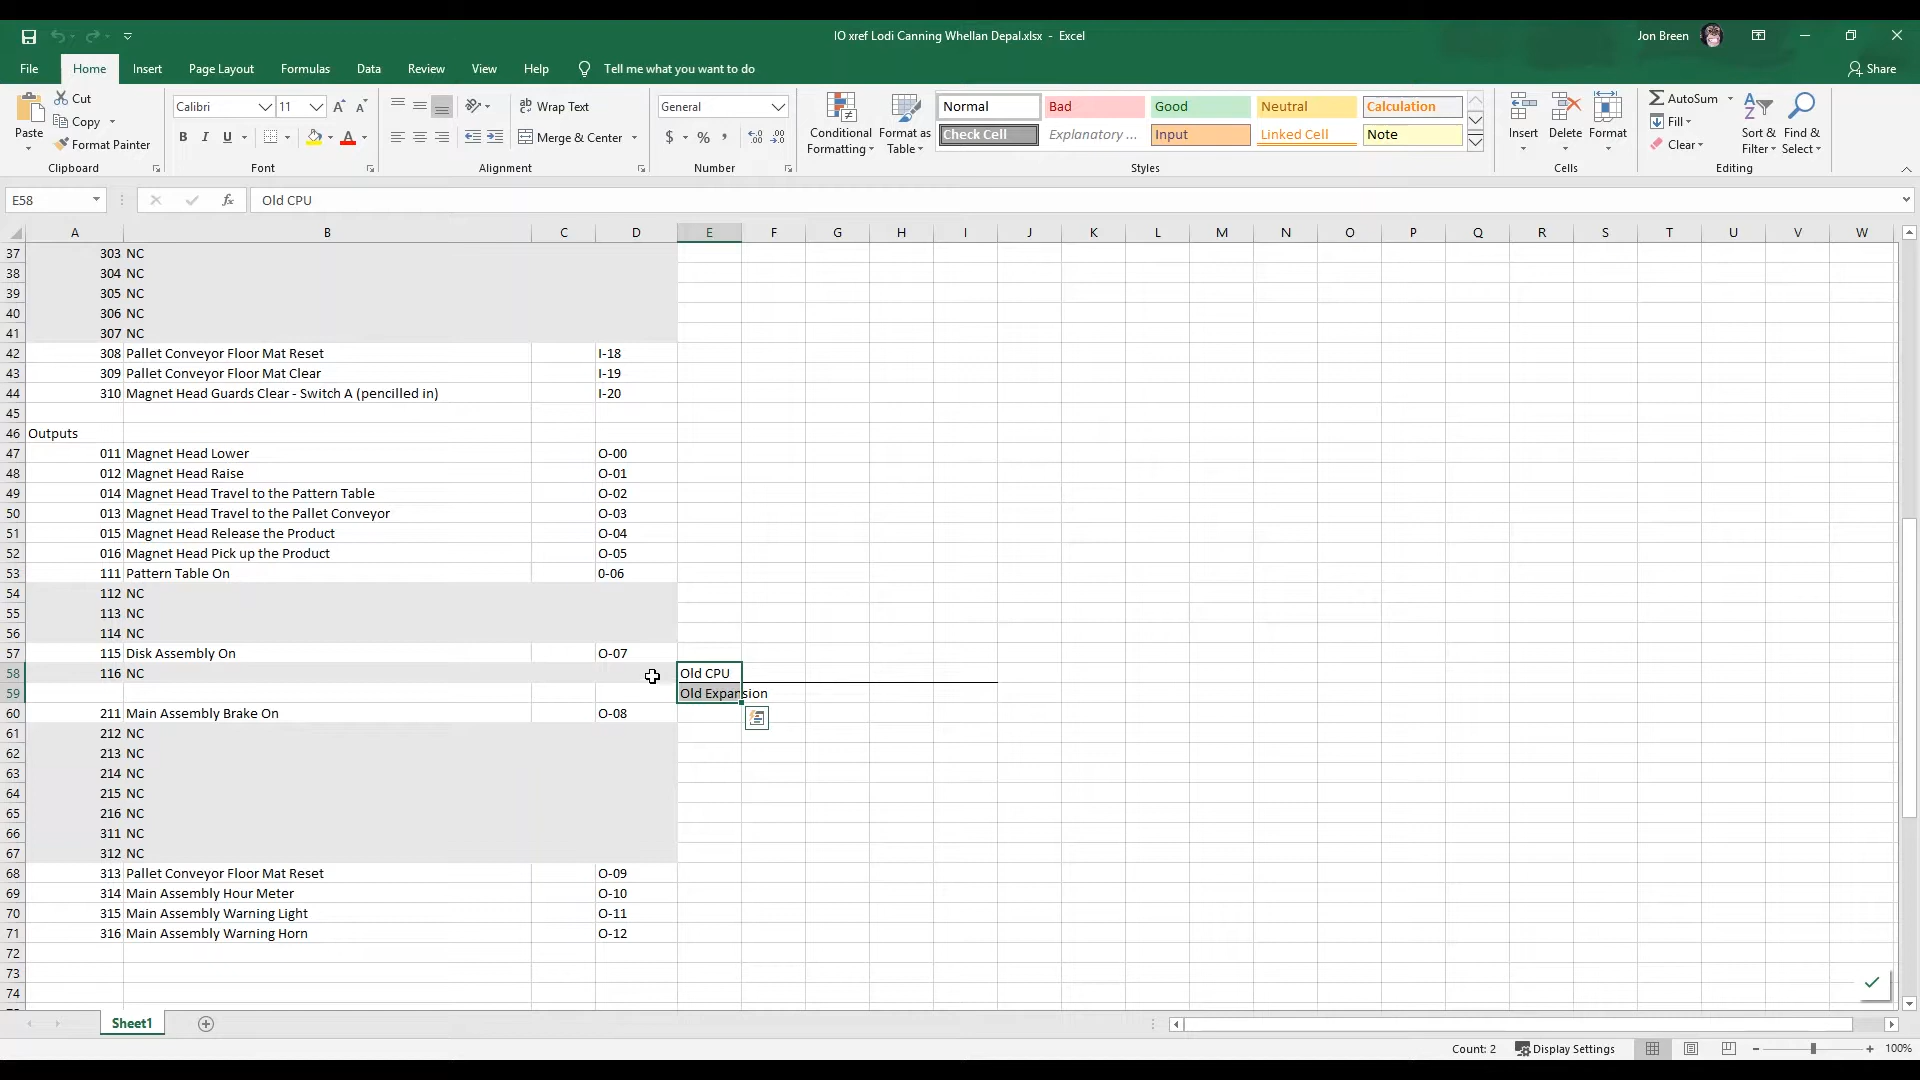 IO xref Lodi Canning Whellan Depal.xlsx - Excel
Jon Breen
File Home Insert Page Layout Formulas Data Review View Help Tell me what you want to do Share
Paste
Cut
Copy
Format Painter
Clipboard
Calibri 11
B I U
Font
Wrap Text
Merge & Center
Alignment
General
$ % ,
Number
Conditional Formatting
Format as Table
Normal Bad Good Neutral Calculation
Check Cell Explanatory ... Input Linked Cell Note
Styles
Insert Delete Format
Cells
AutoSum
Fill
Clear
Sort & Filter
Find & Select
Editing
E58 fx Old CPU
A B C D E F G H I J K L M N O P Q R S T U V W
37 303 NC
38 304 NC
39 305 NC
40 306 NC
41 307 NC
42 308 Pallet Conveyor Floor Mat Reset I-18
43 309 Pallet Conveyor Floor Mat Clear I-19
44 310 Magnet Head Guards Clear - Switch A (pencilled in) I-20
45
46 Outputs
47 011 Magnet Head Lower O-00
48 012 Magnet Head Raise O-01
49 014 Magnet Head Travel to the Pattern Table O-02
50 013 Magnet Head Travel to the Pallet Conveyor O-03
51 015 Magnet Head Release the Product O-04
52 016 Magnet Head Pick up the Product O-05
53 111 Pattern Table On 0-06
54 112 NC
55 113 NC
56 114 NC
57 115 Disk Assembly On O-07
58 116 NC Old CPU
59 Old Expansion
60 211 Main Assembly Brake On O-08
61 212 NC
62 213 NC
63 214 NC
64 215 NC
65 216 NC
66 311 NC
67 312 NC
68 313 Pallet Conveyor Floor Mat Reset O-09
69 314 Main Assembly Hour Meter O-10
70 315 Main Assembly Warning Light O-11
71 316 Main Assembly Warning Horn O-12
72
73
74
Sheet1
Count: 2 Display Settings 100%